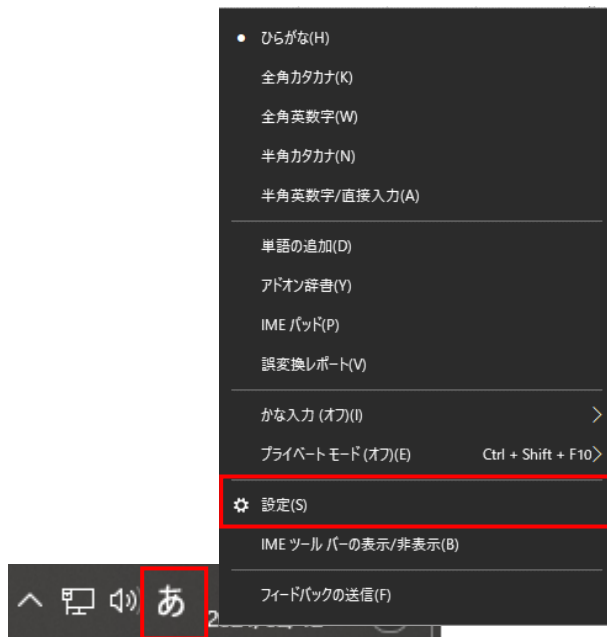 ひらがな(H)
全角カタカナ(K)
全角英数字(W)
半角カタカナ(N)
半角英数字/直接入力(A)
単語の追加(D)
アドオン辞書(Y)
IME パッド(P)
誤変換レポート(V)
かな入力 (オフ)(I)
プライベート モード (オフ)(E) Ctrl + Shift + F10
設定(S)
IME ツール バーの表示/非表示(B)
フィードバックの送信(F)
あ